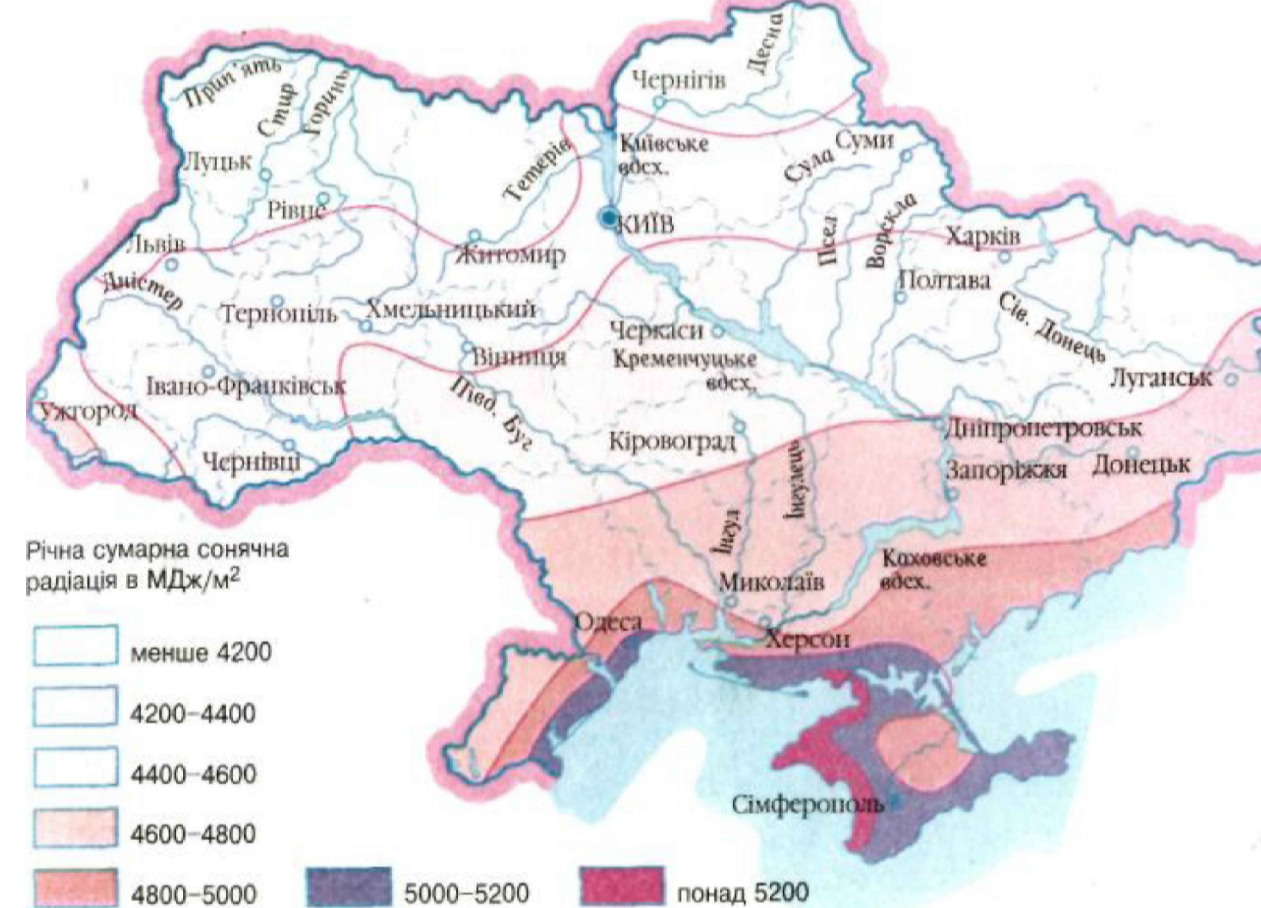 Десна
Прип'ять
Чернігів
Стир
Горинь
Київське
вдсх.
Сула
Суми
Луцьк
Тетерів
Рівне
КИЇВ
Псел
Ворскла
Харків
Львів
Житомир
Дністер
Полтава
Тернопіль
Хмельницький
Сів. Донець
Черкаси
Вінниця
Кременчуцьке
вдсх.
Івано-Франківськ
Луганськ
Ужгород
Півд. Буг
Кіровоград
Дніпропетровськ
Чернівці
Інгулець
Запоріжжя
Донецьк
Інгул
Каховське
вдсх.
Миколаїв
Одеса
Херсон
Сімферополь
Річна сумарна сонячна
радіація в МДж/м²
менше 4200
4200–4400
4400–4600
4600–4800
4800–5000
5000–5200
понад 5200